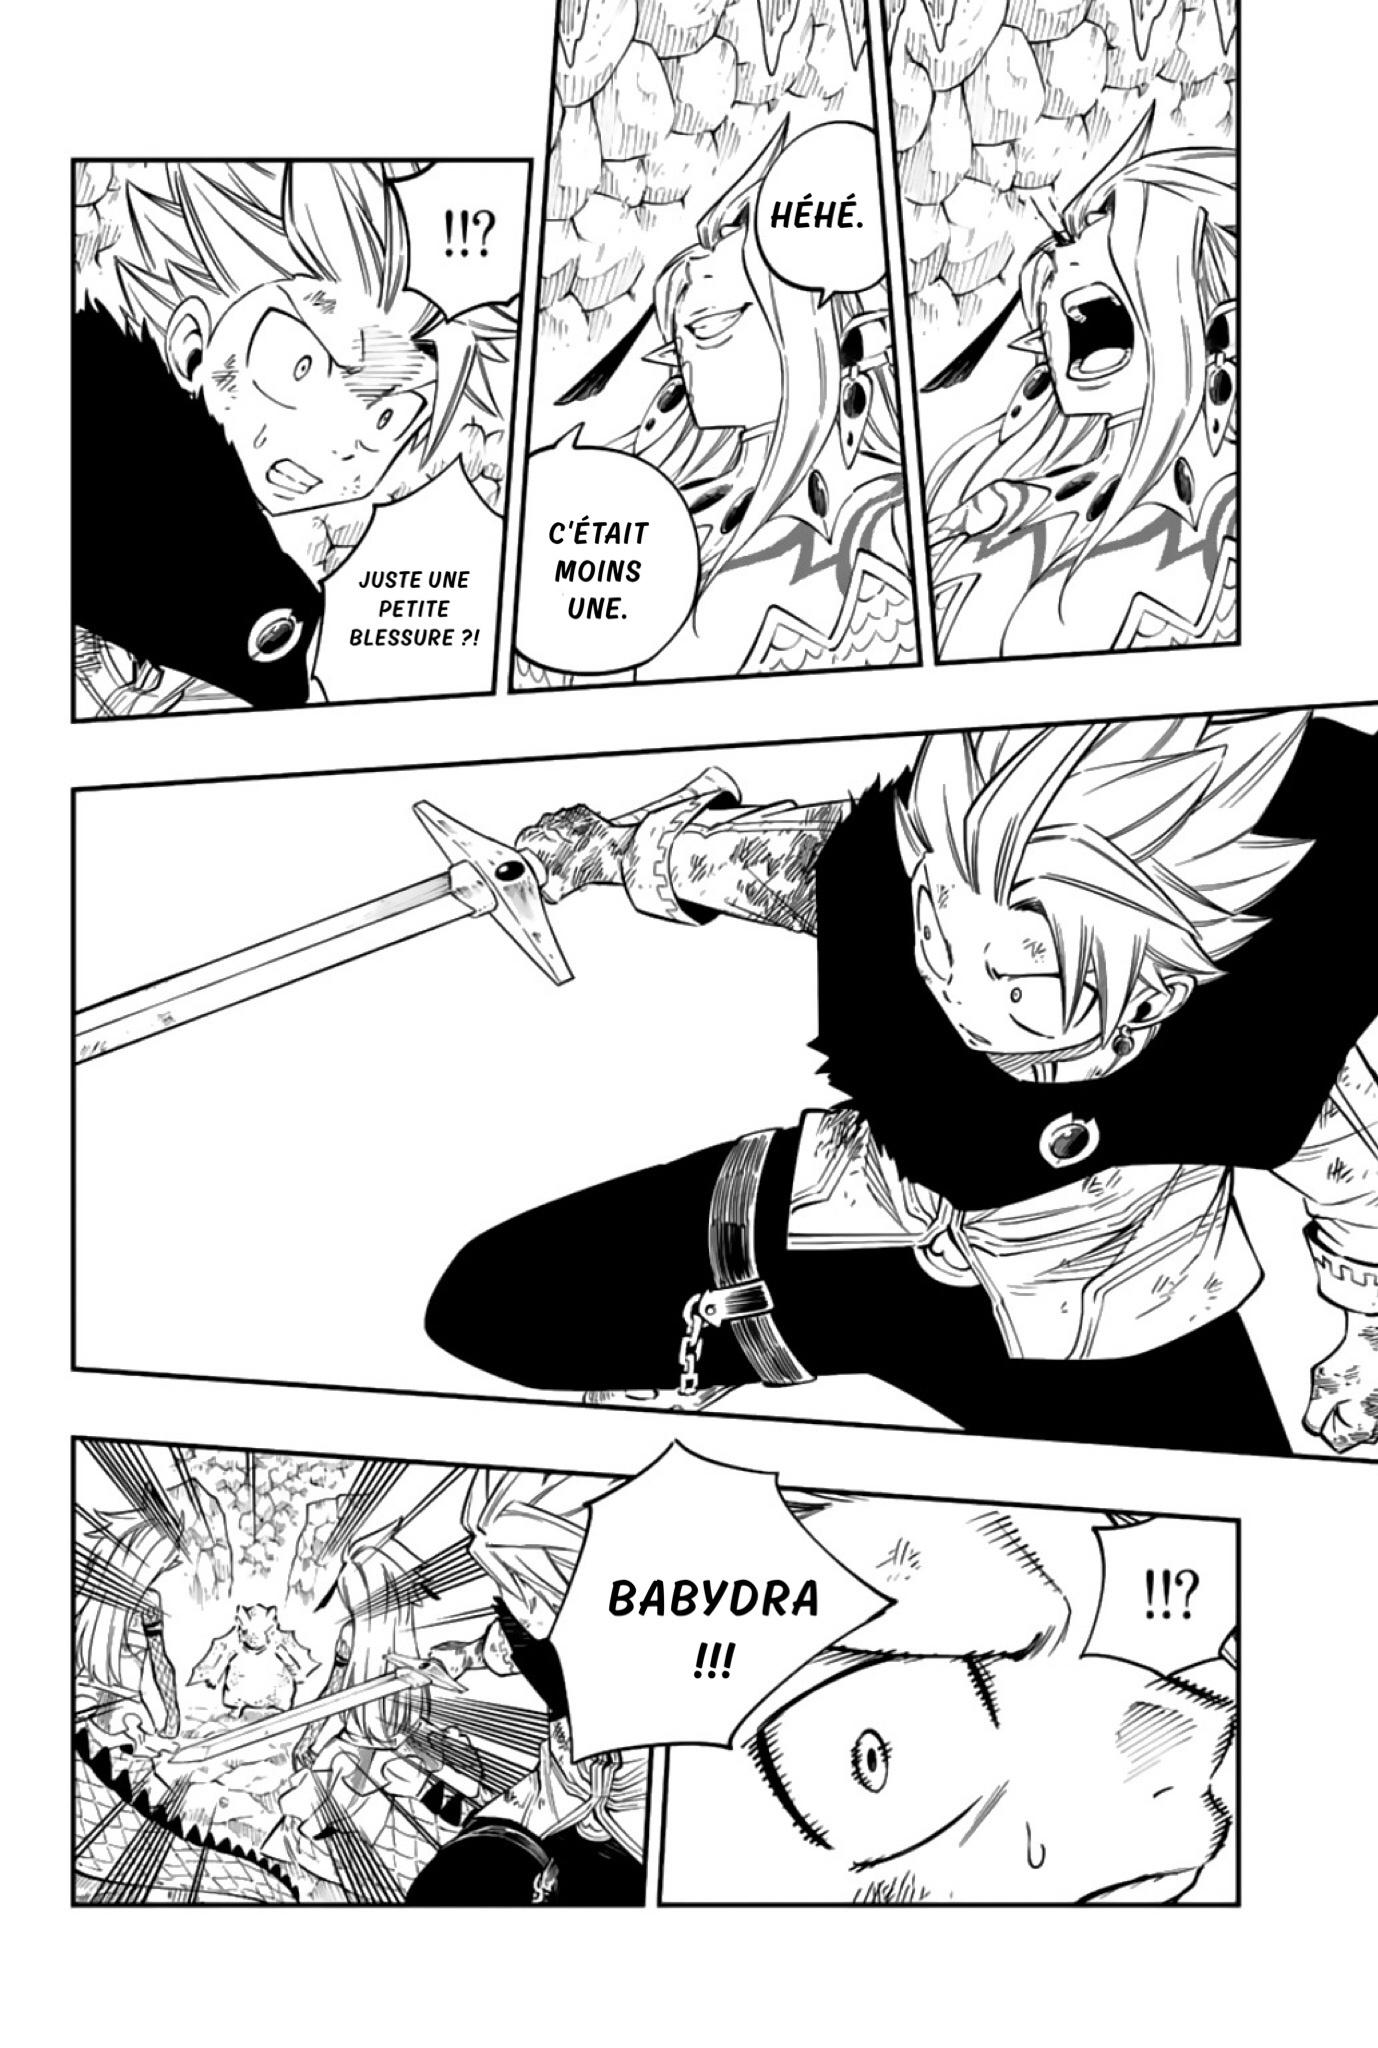 HÉHÉ.
C'ÉTAIT
MOINS
UNE.
!!?
JUSTE UNE
PETITE
BLESSURE ?!
!!?
BABYDRA
!!!